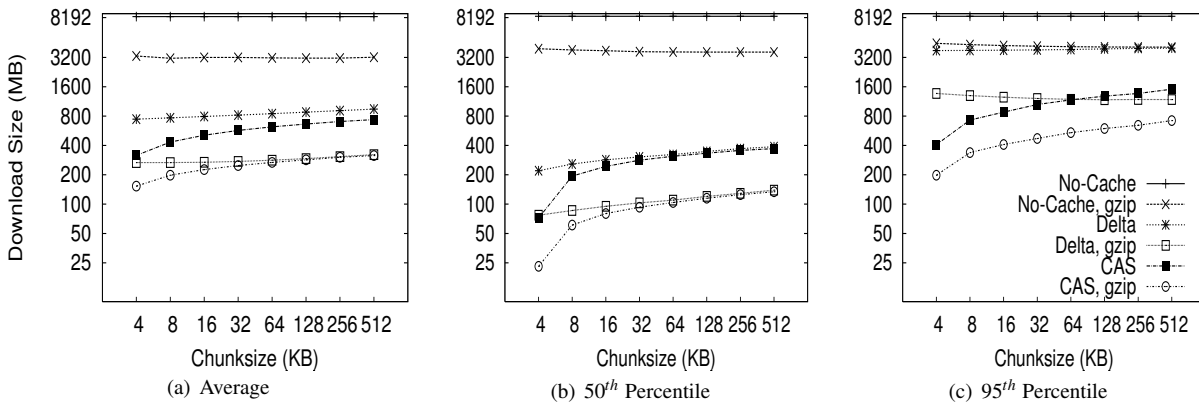 Download Size (MB)
8192
3200
1600
800
400
200
100
50
25
4 8 16 32 64 128 256 512
Chunksize (KB)
(a) Average
8192
3200
1600
800
400
200
100
50
25
4 8 16 32 64 128 256 512
Chunksize (KB)
(b) 50th Percentile
8192
3200
1600
800
400
200
100
50
25
No-Cache
No-Cache, gzip
Delta
Delta, gzip
CAS
CAS, gzip
4 8 16 32 64 128 256 512
Chunksize (KB)
(c) 95th Percentile